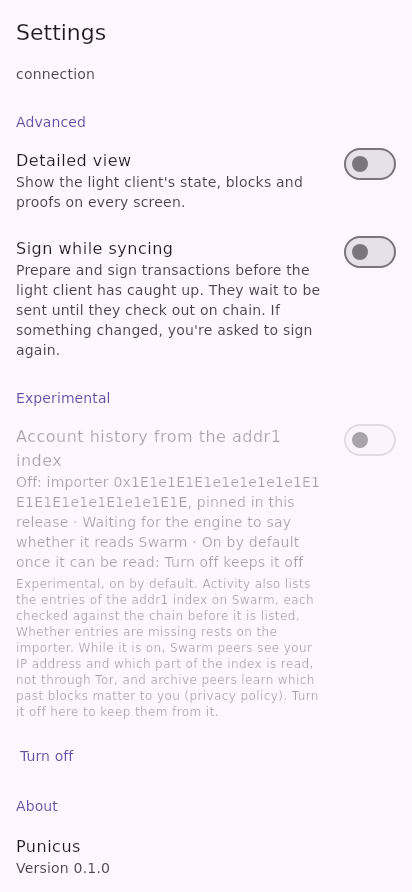 Settings
connection
Advanced
Detailed view
Show the light client's state, blocks and
proofs on every screen.
Sign while syncing
Prepare and sign transactions before the
light client has caught up. They wait to be
sent until they check out on chain. If
something changed, you're asked to sign
again.
Experimental
Account history from the addr1
index
Off: importer 0x1E1e1E1E1e1e1e1e1e1E1
E1E1E1e1e1E1e1e1E1E, pinned in this
release · Waiting for the engine to say
whether it reads Swarm · On by default
once it can be read: Turn off keeps it off
Experimental, on by default. Activity also lists
the entries of the addr1 index on Swarm, each
checked against the chain before it is listed.
Whether entries are missing rests on the
importer. While it is on, Swarm peers see your
IP address and which part of the index is read,
not through Tor, and archive peers learn which
past blocks matter to you (privacy policy). Turn
it off here to keep them from it.
Turn off
About
Punicus
Version 0.1.0